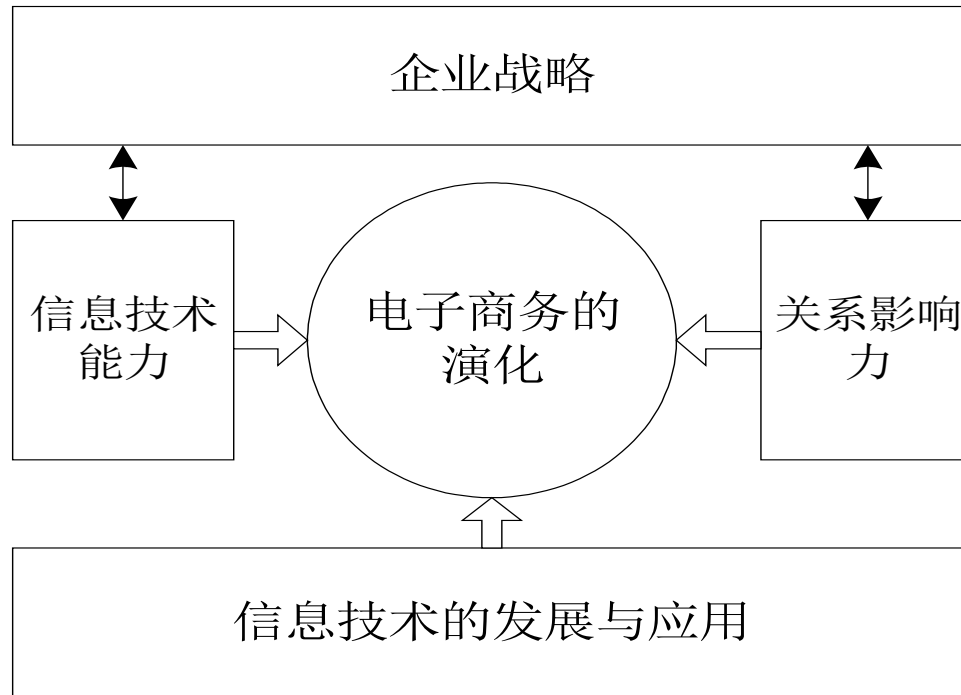 企业战略
信息技术
能力
电子商务的
演化
关系影响
力
信息技术的发展与应用